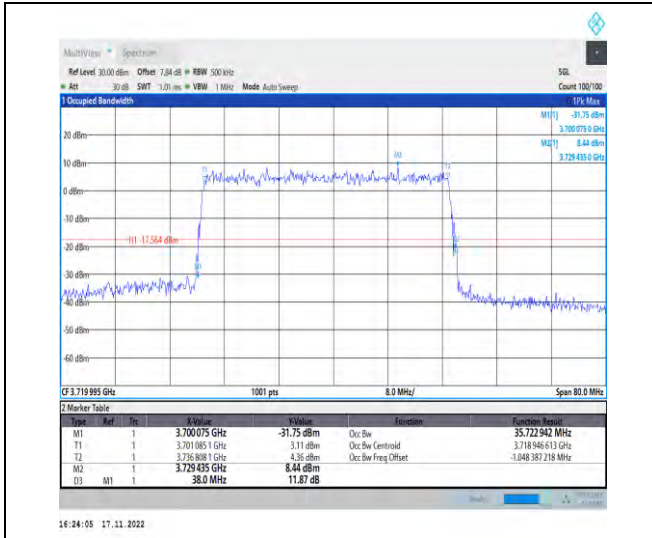 MultiView Spectrum
Ref Level 30.00 dBm Offset 7.84 dB RBW 500 kHz SGL
Att 30 dB SWT 1.01 ms VBW 1 MHz Mode Auto Sweep Count 100/100
1 Occupied Bandwidth 1Pk Max
M1[1] -31.75 dBm
3.700 075 0 GHz
M2[1] 8.44 dBm
3.729 435 0 GHz
20 dBm
10 dBm
M2
T1
T2
0 dBm
-10 dBm
H1 -17.564 dBm
-20 dBm
-30 dBm
M1
-40 dBm
-50 dBm
-60 dBm
CF 3.719 995 GHz 1001 pts 8.0 MHz/ Span 80.0 MHz
2 Marker Table
Type Ref Trc X-Value Y-Value Function Function Result
M1 1 3.700075 GHz -31.75 dBm Occ Bw 35.722 942 MHz
T1 1 3.701 085 1 GHz 3.11 dBm Occ Bw Centroid 3.718 946 613 GHz
T2 1 3.736 808 1 GHz 4.36 dBm Occ Bw Freq Offset -1.048 387 218 MHz
M2 1 3.729 435 GHz 8.44 dBm
D3 M1 1 38.0 MHz 11.87 dB
16:24:05 17.11.2022